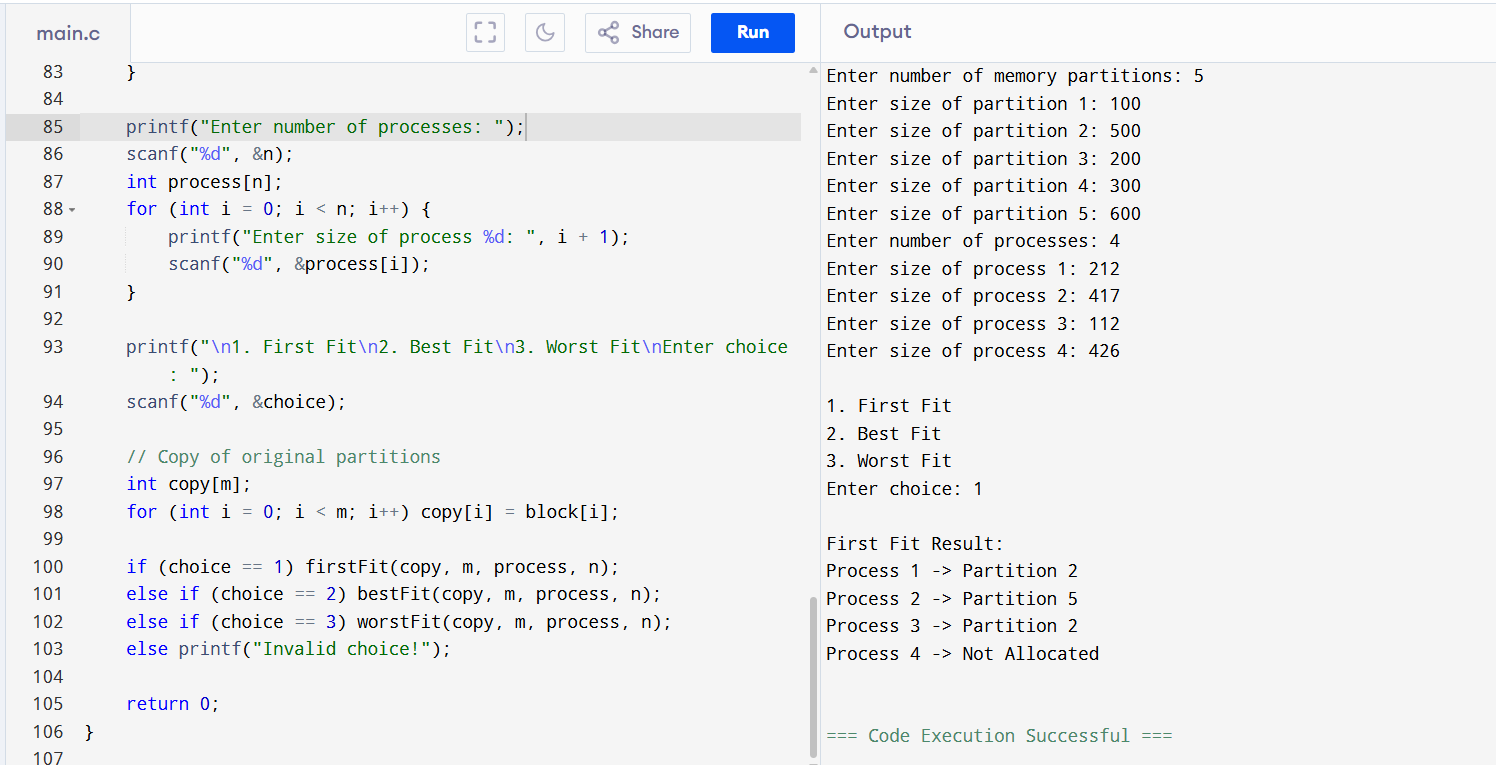 main.c
Share
Run
83 }
84
85 printf("Enter number of processes: ");
86 scanf("%d", &n);
87 int process[n];
88 for (int i = 0; i < n; i++) {
89 printf("Enter size of process %d: ", i + 1);
90 scanf("%d", &process[i]);
91 }
92
93 printf("\n1. First Fit\n2. Best Fit\n3. Worst Fit\nEnter choice
: ");
94 scanf("%d", &choice);
95
96 // Copy of original partitions
97 int copy[m];
98 for (int i = 0; i < m; i++) copy[i] = block[i];
99
100 if (choice == 1) firstFit(copy, m, process, n);
101 else if (choice == 2) bestFit(copy, m, process, n);
102 else if (choice == 3) worstFit(copy, m, process, n);
103 else printf("Invalid choice!");
104
105 return 0;
106 }
107
Output
Enter number of memory partitions: 5
Enter size of partition 1: 100
Enter size of partition 2: 500
Enter size of partition 3: 200
Enter size of partition 4: 300
Enter size of partition 5: 600
Enter number of processes: 4
Enter size of process 1: 212
Enter size of process 2: 417
Enter size of process 3: 112
Enter size of process 4: 426
1. First Fit
2. Best Fit
3. Worst Fit
Enter choice: 1
First Fit Result:
Process 1 -> Partition 2
Process 2 -> Partition 5
Process 3 -> Partition 2
Process 4 -> Not Allocated
=== Code Execution Successful ===